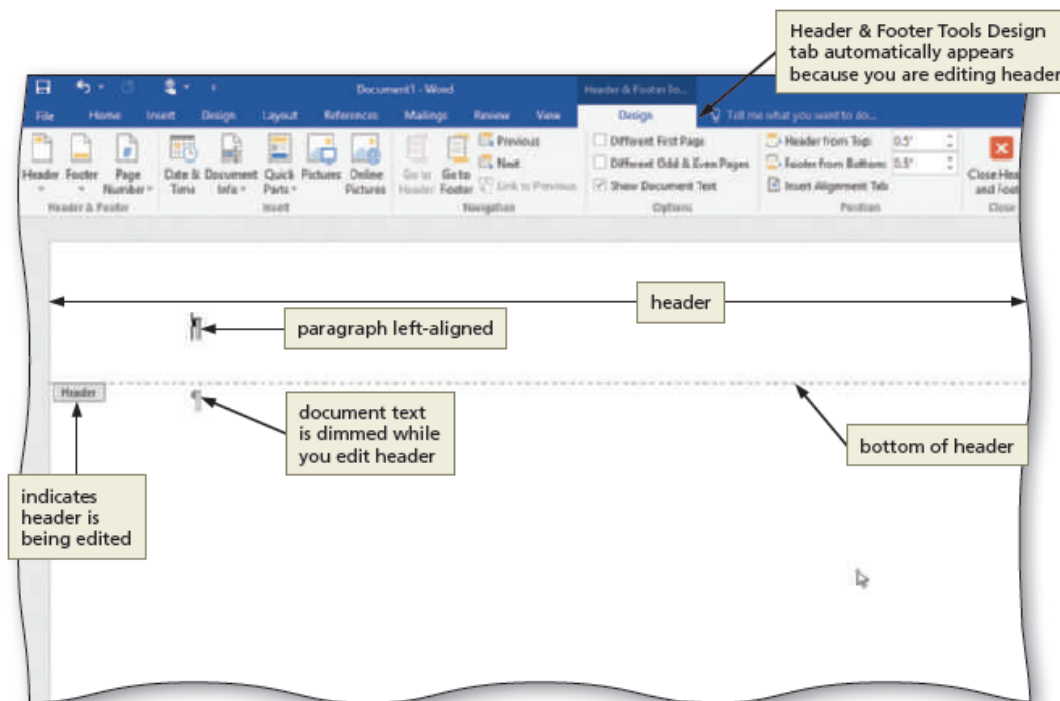 Header & Footer Tools Design
tab automatically appears
because you are editing header
Document1 - Word
Header & Footer To...
File Home Insert Design Layout References Mailings Review View Design Tell me what you want to do...
Header Footer Page Number
Date & Time Document Info Quick Parts Pictures Online Pictures
Go to Header Go to Footer
Previous
Next
Link to Previous
Different First Page
Different Odd & Even Pages
Show Document Text
Header from Top: 0.5"
Footer from Bottom: 0.5"
Insert Alignment Tab
Close Hea
and Foot
Header & Footer Insert Navigation Options Position Close
header
¶ paragraph left-aligned
Header
¶
document text
is dimmed while
you edit header
bottom of header
indicates
header is
being edited